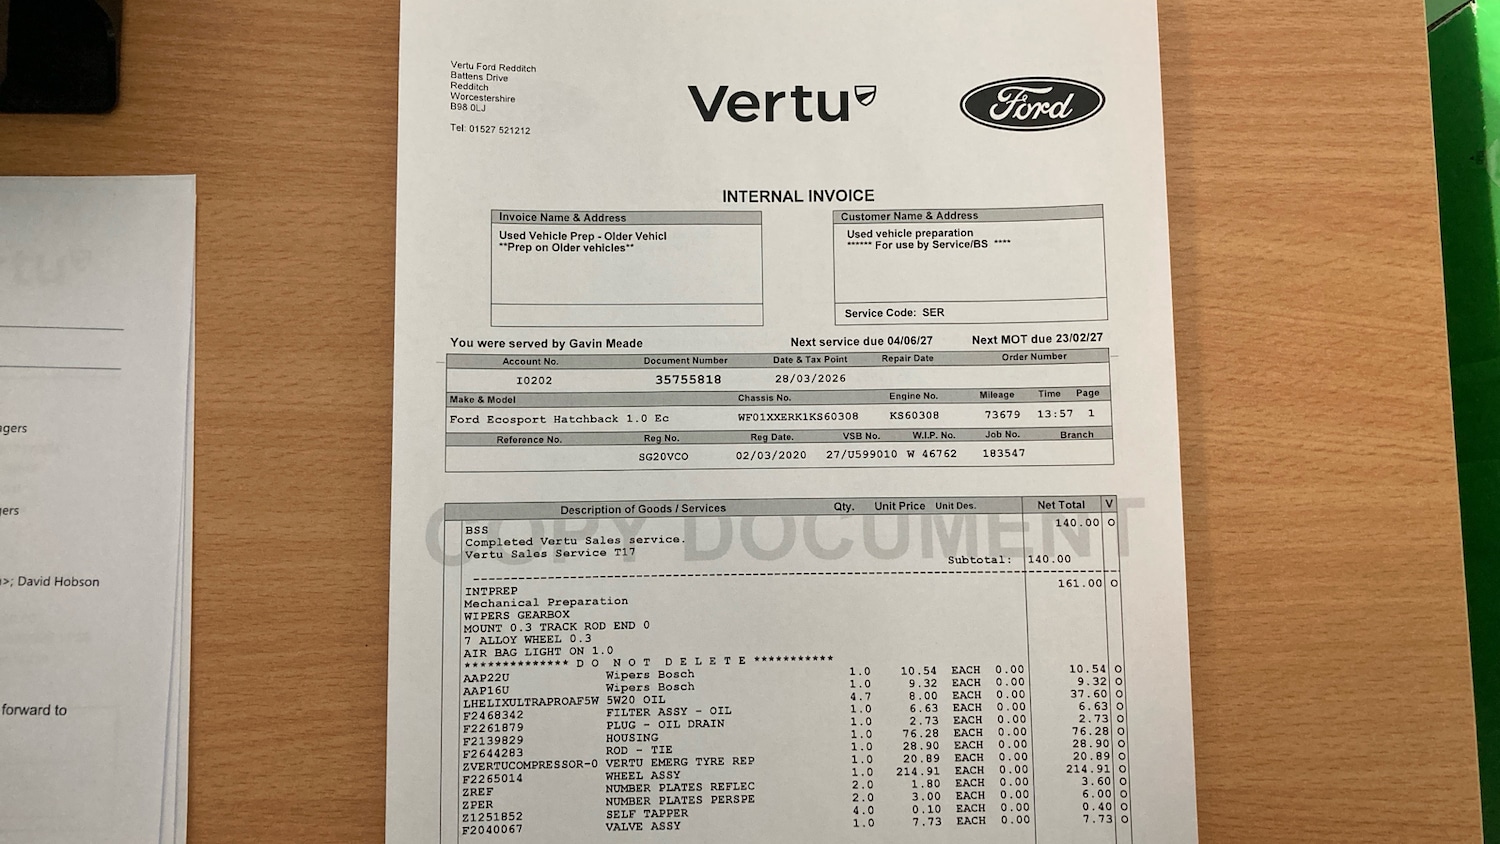 Vertu Ford Redditch
Battens Drive
Redditch
Worcestershire
B98 0LJ
Tel: 01527 521212
Vertu
Ford
INTERNAL INVOICE
Invoice Name & Address
Used Vehicle Prep - Older Vehicl
**Prep on Older vehicles**
Customer Name & Address
Used vehicle preparation
****** For use by Service/BS ****
Service Code: SER
You were served by Gavin Meade Next service due 04/06/27 Next MOT due 23/02/27
Account No. Document Number Date & Tax Point Repair Date Order Number
I0202 35755818 28/03/2026
Make & Model Chassis No. Engine No. Mileage Time Page
Ford Ecosport Hatchback 1.0 Ec WF01XXERK1KS60308 KS60308 73679 13:57 1
Reference No. Reg No. Reg Date. VSB No. W.I.P. No. Job No. Branch
SG20VCO 02/03/2020 27/U599010 W 46762 183547
COPY DOCUMENT
Description of Goods / Services Qty. Unit Price Unit Des. Net Total V
BSS 140.00 O
Completed Vertu Sales service.
Vertu Sales Service T17
Subtotal: 140.00
INTPREP 161.00 O
Mechanical Preparation
WIPERS GEARBOX
MOUNT 0.3 TRACK ROD END 0
7 ALLOY WHEEL 0.3
AIR BAG LIGHT ON 1.0
************** D O  N O T  D E L E T E ***********
AAP22U Wipers Bosch 1.0 10.54 EACH 0.00 10.54 O
AAP16U Wipers Bosch 1.0 9.32 EACH 0.00 9.32 O
LHELIXULTRAPROAF5W 5W20 OIL 4.7 8.00 EACH 0.00 37.60 O
F2468342 FILTER ASSY - OIL 1.0 6.63 EACH 0.00 6.63 O
F2261879 PLUG - OIL DRAIN 1.0 2.73 EACH 0.00 2.73 O
F2139829 HOUSING 1.0 76.28 EACH 0.00 76.28 O
F2644283 ROD - TIE 1.0 28.90 EACH 0.00 28.90 O
ZVERTUCOMPRESSOR-0 VERTU EMERG TYRE REP 1.0 20.89 EACH 0.00 20.89 O
F2265014 WHEEL ASSY 1.0 214.91 EACH 0.00 214.91 O
ZREF NUMBER PLATES REFLEC 2.0 1.80 EACH 0.00 3.60 O
ZPER NUMBER PLATES PERSPE 2.0 3.00 EACH 0.00 6.00 O
Z1251852 SELF TAPPER 4.0 0.10 EACH 0.00 0.40 O
F2040067 VALVE ASSY 1.0 7.73 EACH 0.00 7.73 O
>; David Hobson
forward to